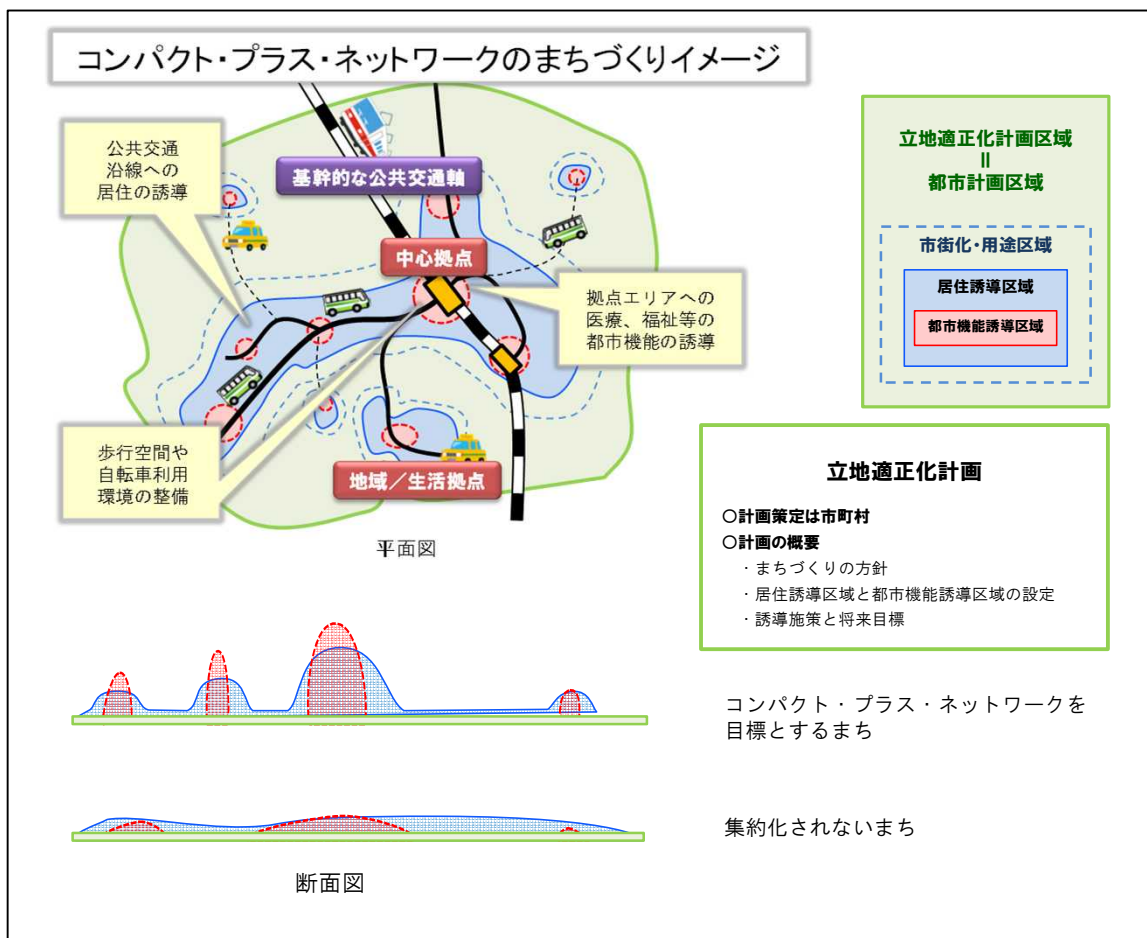 コンパクト・プラス・ネットワークのまちづくりイメージ
公共交通
沿線への
居住の誘導
基幹的な公共交通軸
中心拠点
拠点エリアへの
医療、福祉等の
都市機能の誘導
歩行空間や
自転車利用
環境の整備
地域／生活拠点
平面図
立地適正化計画区域
||
都市計画区域
市街化・用途区域
居住誘導区域
都市機能誘導区域
立地適正化計画
〇計画策定は市町村
〇計画の概要
・まちづくりの方針
・居住誘導区域と都市機能誘導区域の設定
・誘導施策と将来目標
コンパクト・プラス・ネットワークを
目標とするまち
集約化されないまち
断面図